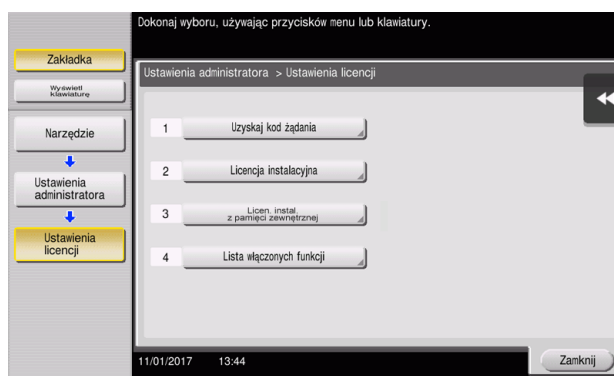 Dokonaj wyboru, używając przycisków menu lub klawiatury.
Zakładka
Wyświetl
klawiaturę
Narzędzie
Ustawienia
administratora
Ustawienia
licencji
Ustawienia administratora > Ustawienia licencji
1 Uzyskaj kod żądania
2 Licencja instalacyjna
3 Licen. instal.
z pamięci zewnętrznej
4 Lista włączonych funkcji
11/01/2017 13:44
Zamknij